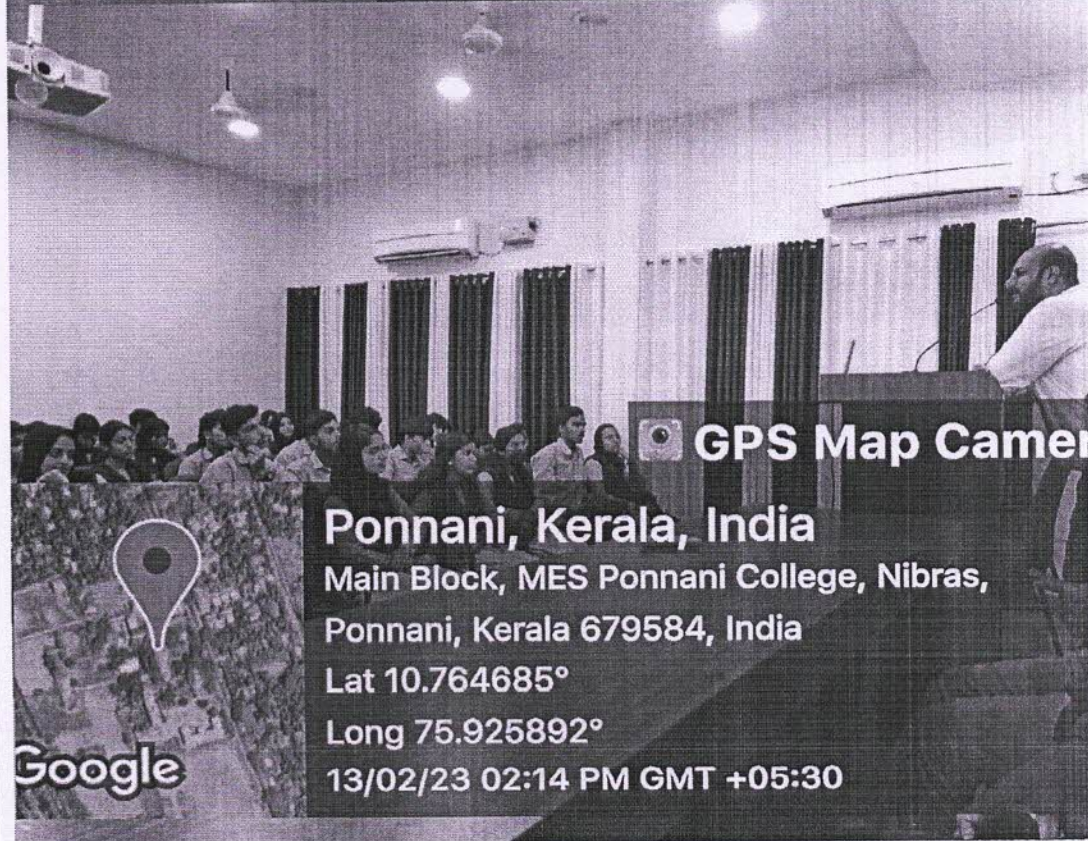 GPS Map Camer
Ponnani, Kerala, India
Main Block, MES Ponnani College, Nibras,
Ponnani, Kerala 679584, India
Lat 10.764685°
Long 75.925892°
13/02/23 02:14 PM GMT +05:30
Google